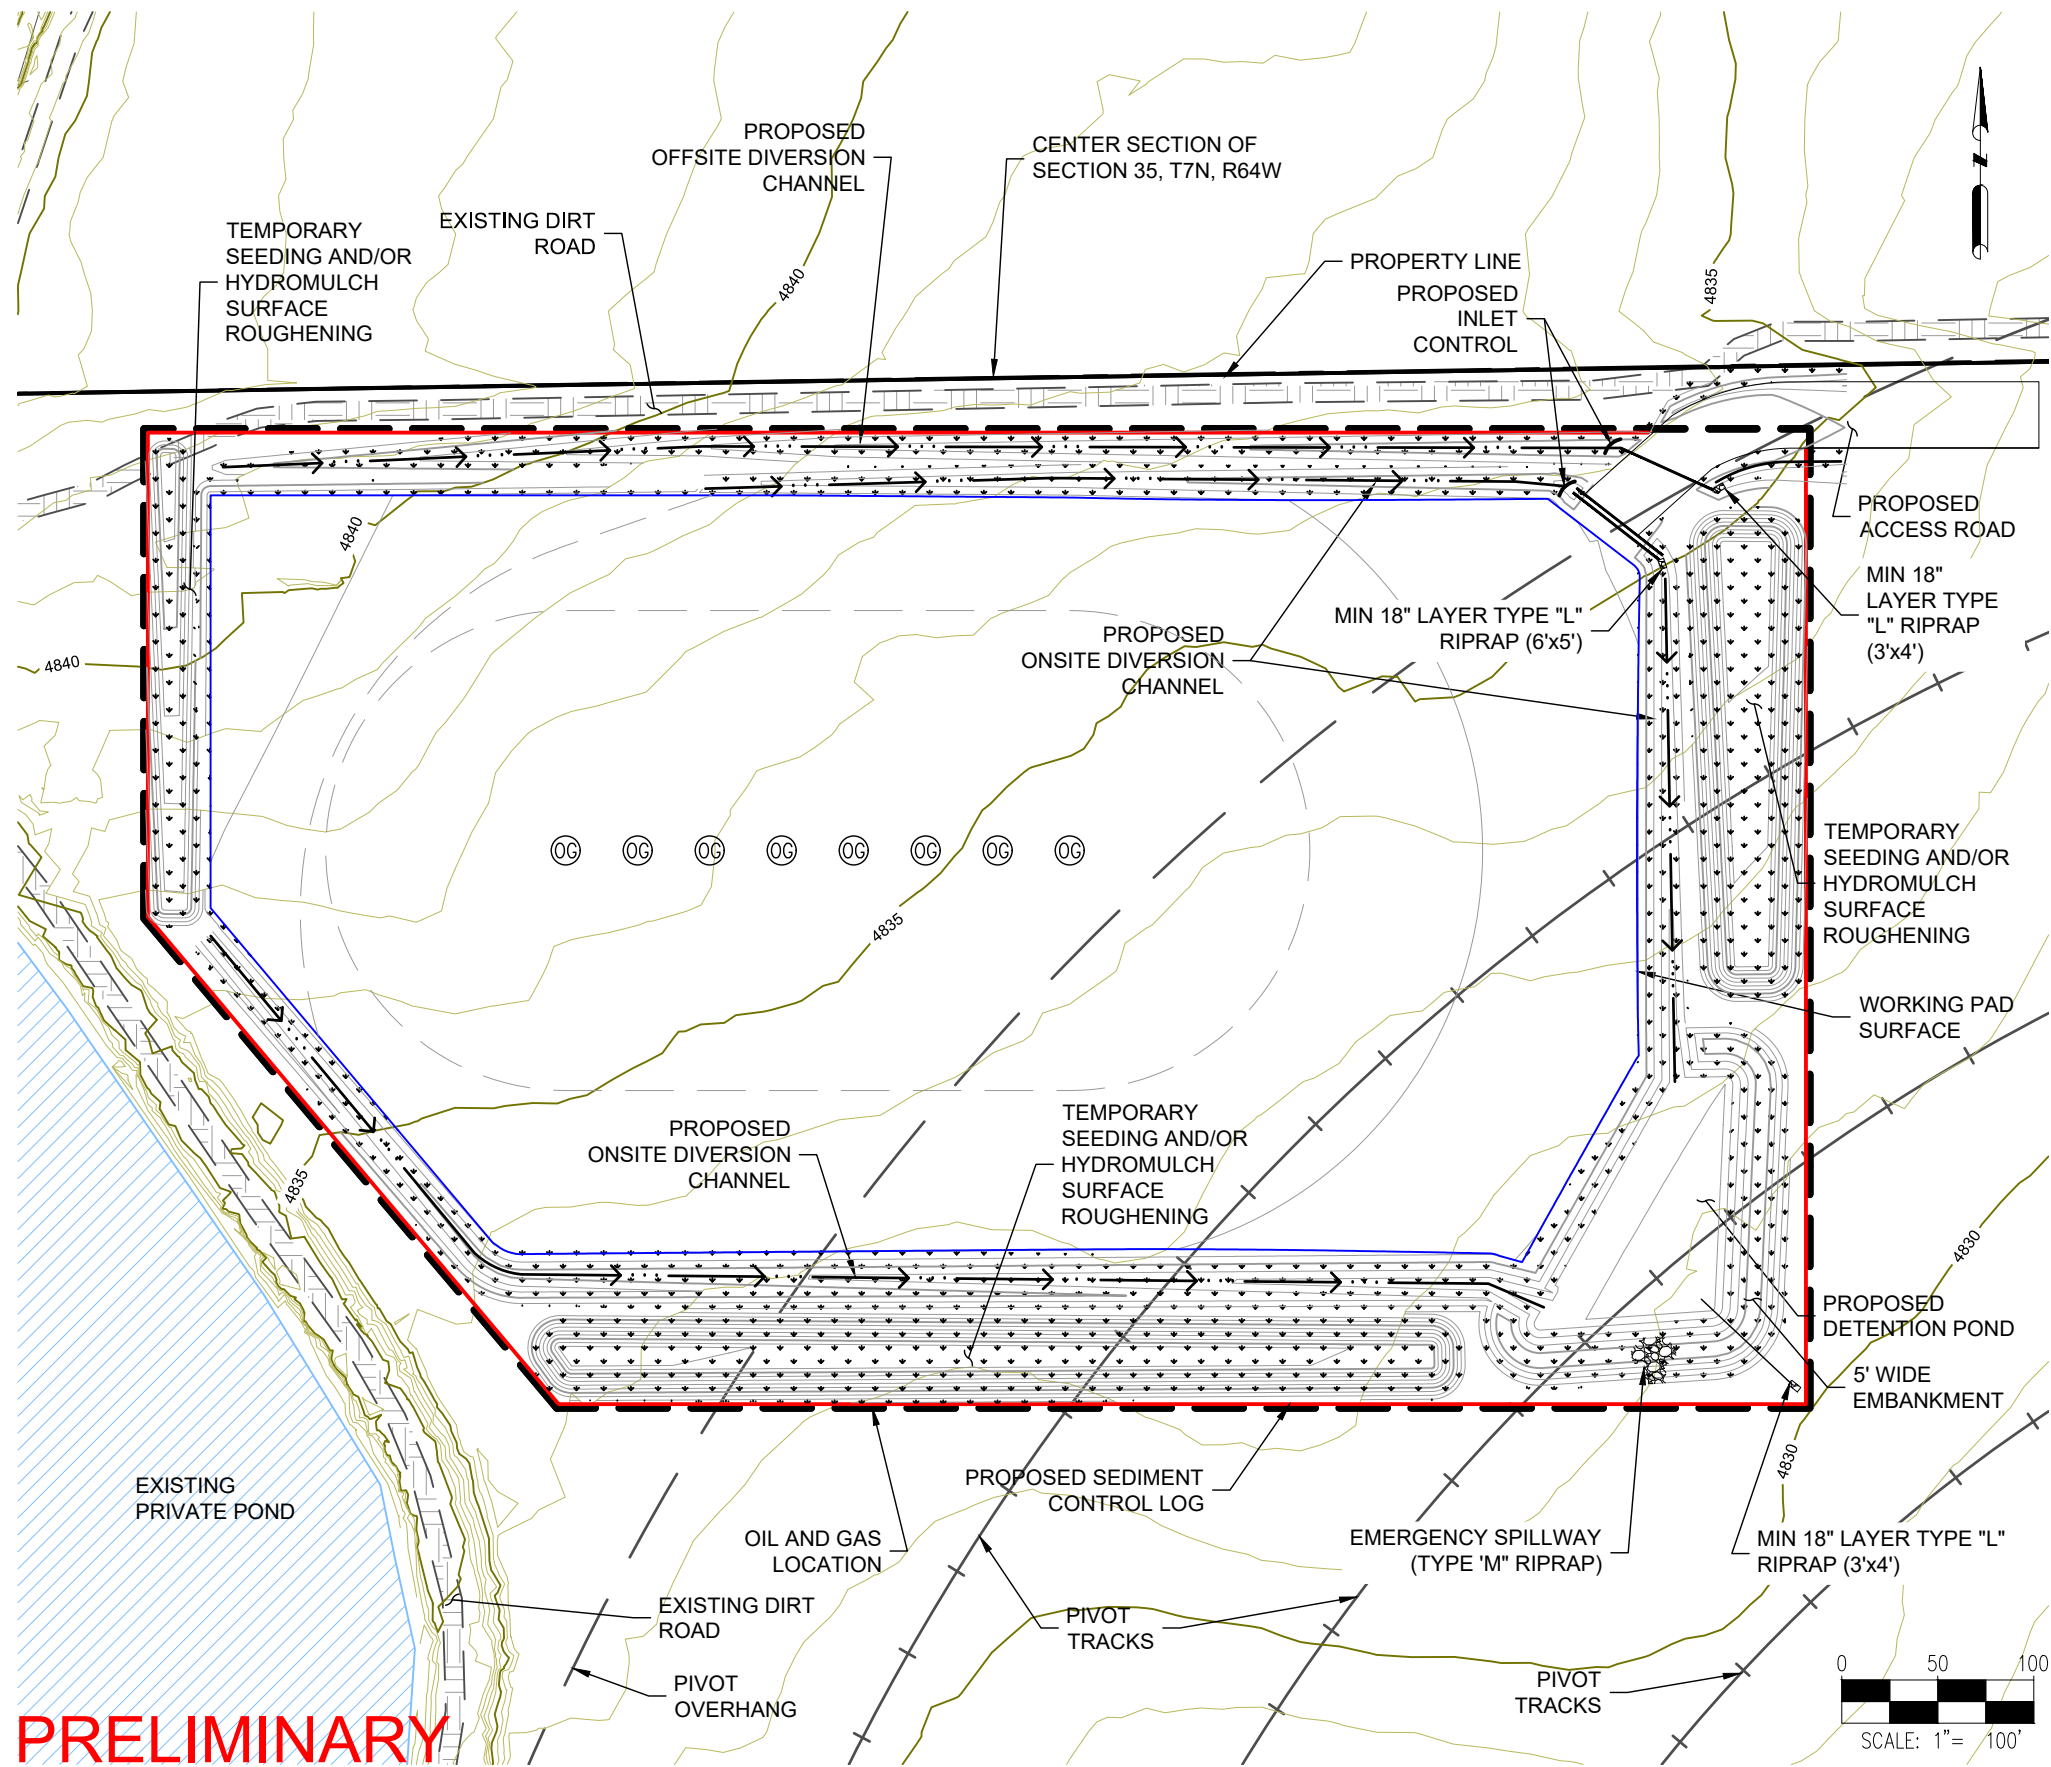 PROPOSED
OFFSITE DIVERSION
CHANNEL
CENTER SECTION OF
SECTION 35, T7N, R64W
TEMPORARY
SEEDING AND/OR
HYDROMULCH
SURFACE
ROUGHENING
EXISTING DIRT
ROAD
4840
PROPERTY LINE
PROPOSED
INLET
CONTROL
4835
N
4840
4840
PROPOSED
ACCESS ROAD
MIN 18"
LAYER TYPE
"L" RIPRAP
(3'x4')
MIN 18" LAYER TYPE "L"
RIPRAP (6'x5')
PROPOSED
ONSITE DIVERSION
CHANNEL
OG OG OG OG OG OG OG OG
4835
TEMPORARY
SEEDING AND/OR
HYDROMULCH
SURFACE
ROUGHENING
WORKING PAD
SURFACE
PROPOSED
ONSITE DIVERSION
CHANNEL
TEMPORARY
SEEDING AND/OR
HYDROMULCH
SURFACE
ROUGHENING
4835
4830
PROPOSED
DETENTION POND
5' WIDE
EMBANKMENT
4830
EXISTING
PRIVATE POND
PROPOSED SEDIMENT
CONTROL LOG
OIL AND GAS
LOCATION
EMERGENCY SPILLWAY
(TYPE 'M" RIPRAP)
MIN 18" LAYER TYPE "L"
RIPRAP (3'x4')
EXISTING DIRT
ROAD
PIVOT
TRACKS
PIVOT
OVERHANG
PIVOT
TRACKS
0 50 100
SCALE: 1"= 100'
PRELIMINARY